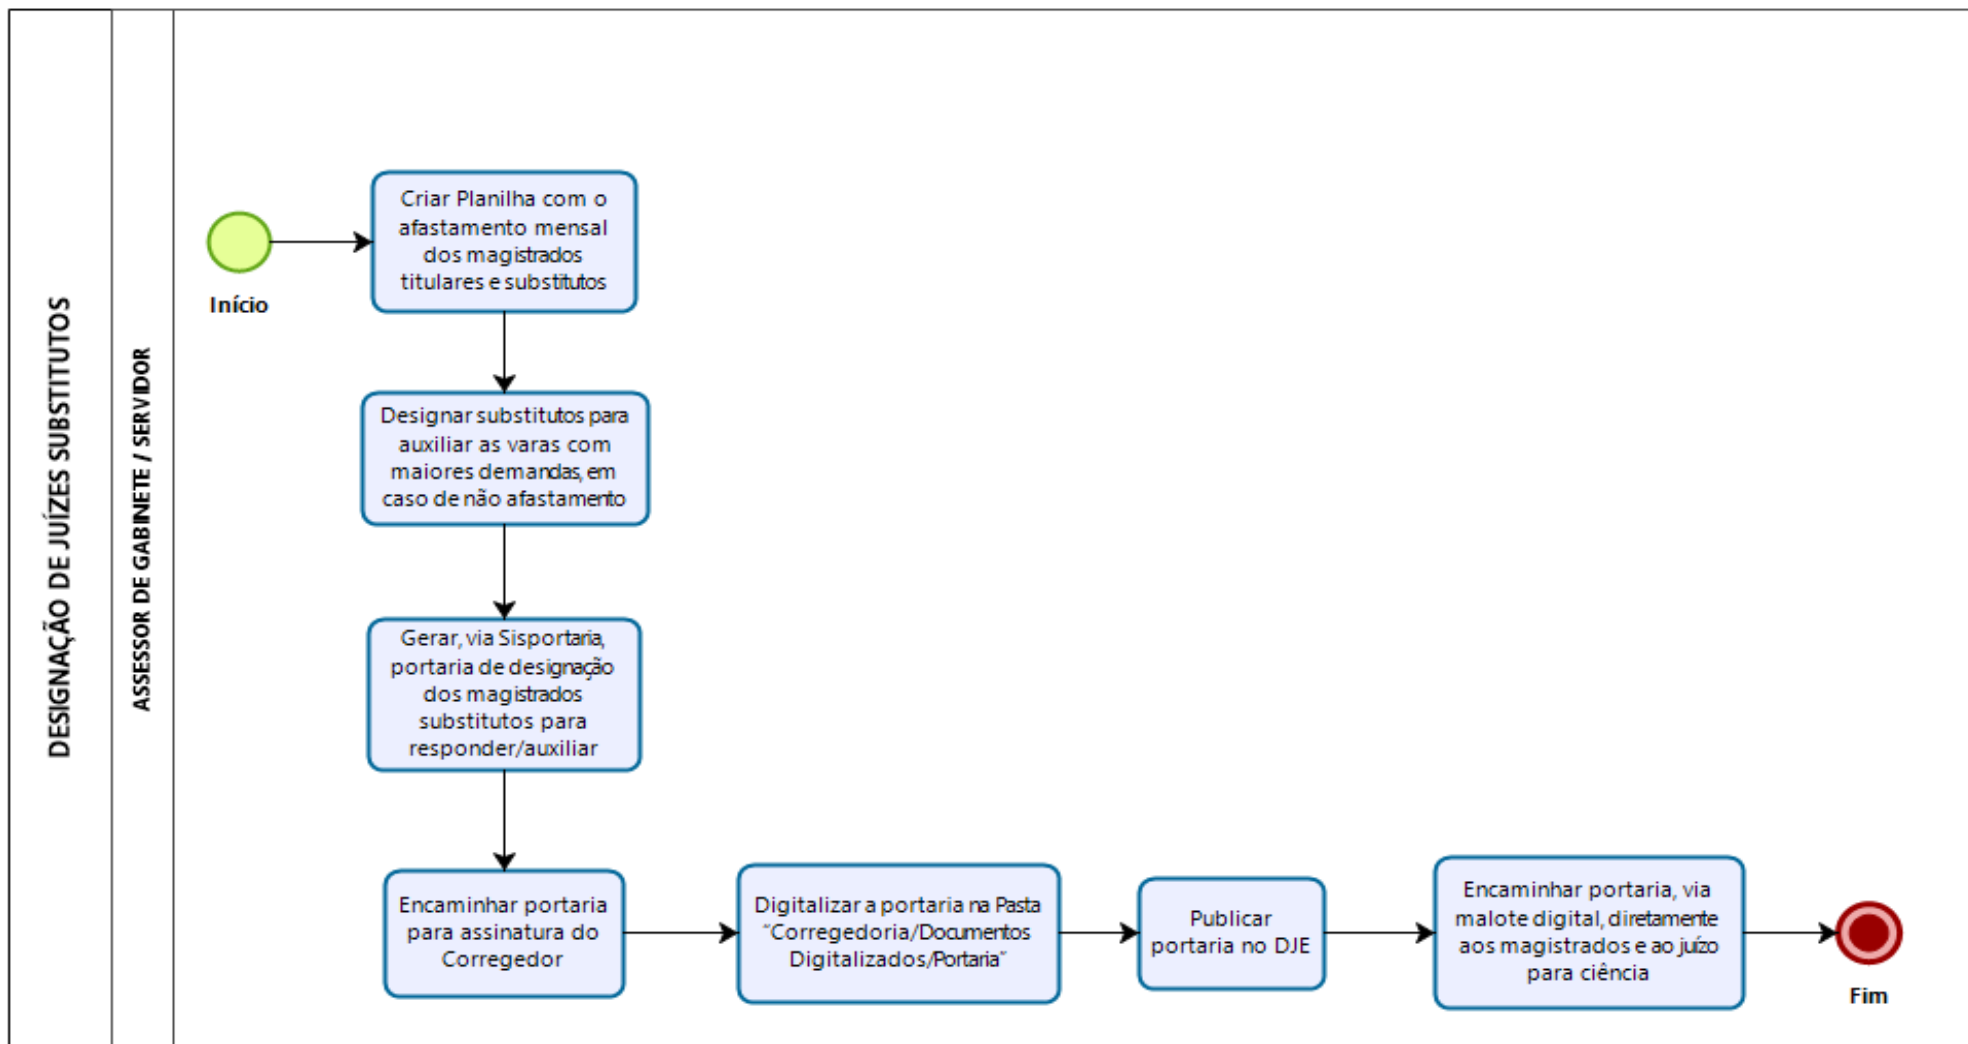 DESIGNAÇÃO DE JUÍZES SUBSTITUTOS
ASSESSOR DE GABINETE / SERVIDOR
Início
Criar Planilha com o
afastamento mensal
dos magistrados
titulares e substitutos
Designar substitutos para
auxiliar as varas com
maiores demandas, em
caso de não afastamento
Gerar, via Sisportaria,
portaria de designação
dos magistrados
substitutos para
responder/auxiliar
Encaminhar portaria
para assinatura do
Corregedor
Digitalizar a portaria na Pasta
“Corregedoria/Documentos
Digitalizados/Portaria”
Publicar
portaria no DJE
Encaminhar portaria, via
malote digital, diretamente
aos magistrados e ao juízo
para ciência
Fim